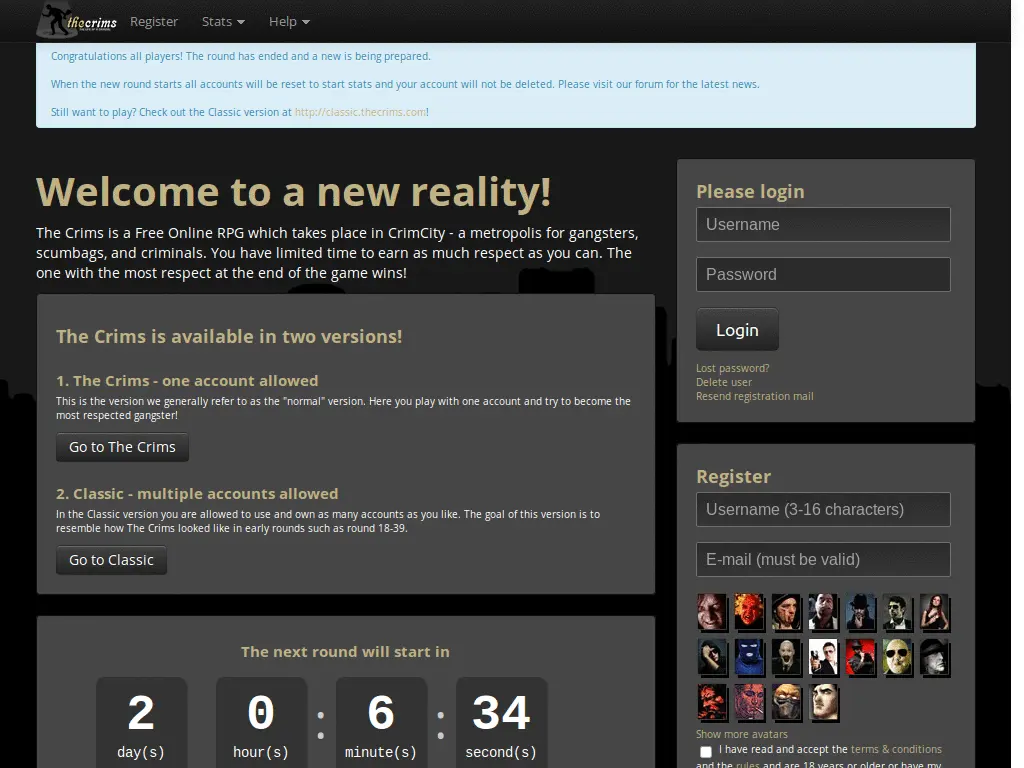 thecrims
Register
Stats
Help
Congratulations all players! The round has ended and a new is being prepared.
When the new round starts all accounts will be reset to start stats and your account will not be deleted. Please visit our forum for the latest news.
Still want to play? Check out the Classic version at http://classic.thecrims.com!
Welcome to a new reality!
The Crims is a Free Online RPG which takes place in CrimCity - a metropolis for gangsters,
scumbags, and criminals. You have limited time to earn as much respect as you can. The
one with the most respect at the end of the game wins!
The Crims is available in two versions!
1. The Crims - one account allowed
This is the version we generally refer to as the "normal" version. Here you play with one account and try to become the
most respected gangster!
Go to The Crims
2. Classic - multiple accounts allowed
In the Classic version you are allowed to use and own as many accounts as you like. The goal of this version is to
resemble how The Crims looked like in early rounds such as round 18-39.
Go to Classic
The next round will start in
2 : 0 : 6 : 34
day(s) hour(s) minute(s) second(s)
Please login
Username
Password
Login
Lost password?
Delete user
Resend registration mail
Register
Username (3-16 characters)
E-mail (must be valid)
Show more avatars
I have read and accept the terms & conditions
and the rules and are 18 years or older or have my